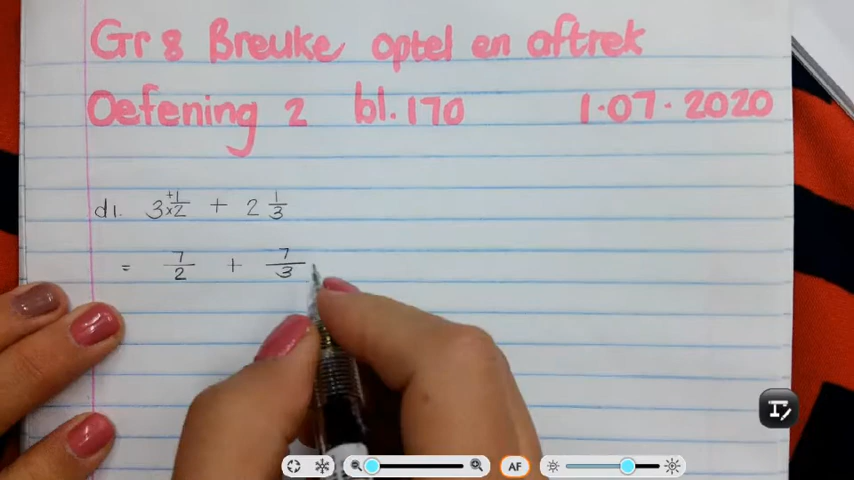 Gr 8 Breuke optel en aftrek
Oefening 2 bl. 170 1.07.2020
d1. 3 +1/×2 + 2 1/3
= 7/2 + 7/3
AF